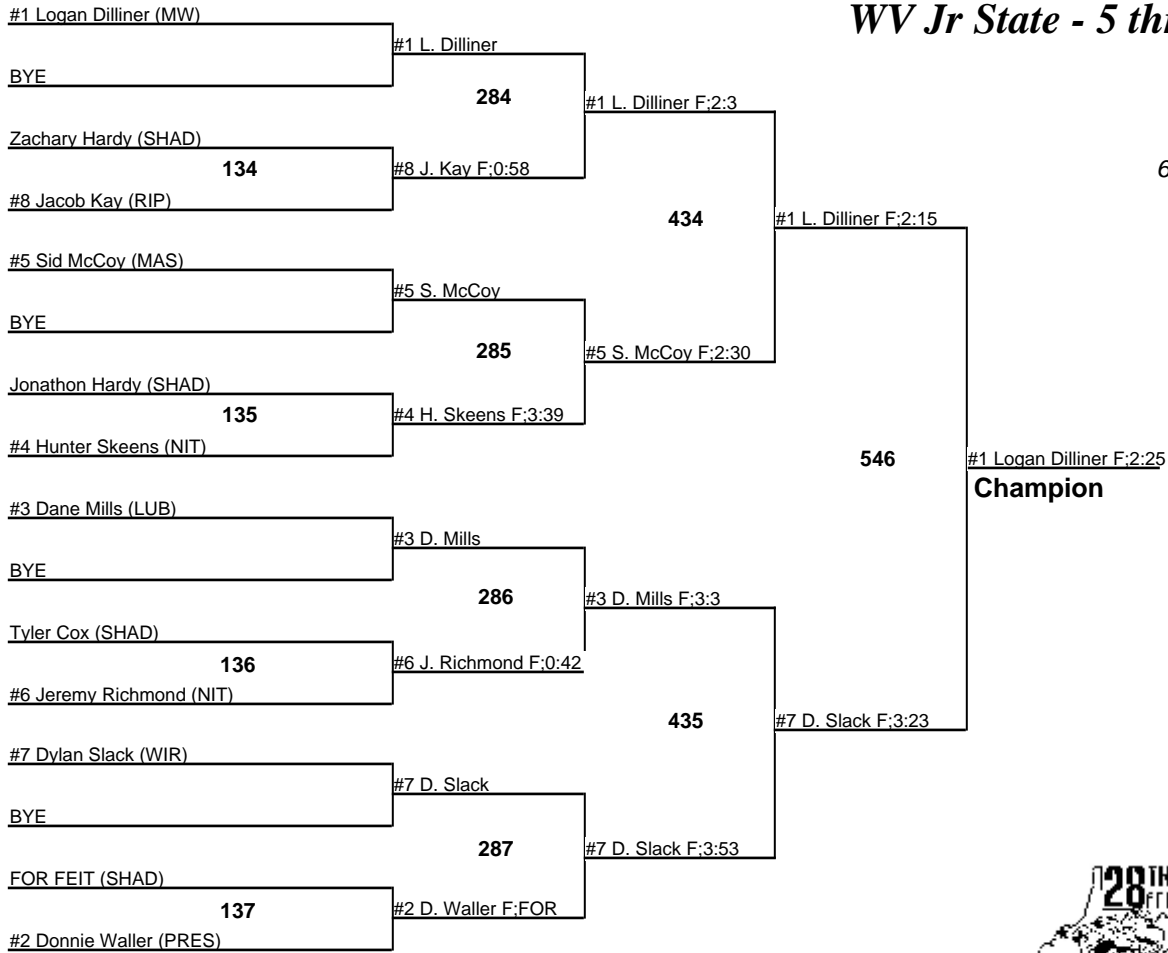 #1 Logan Dilliner (MW)
WV Jr State - 5 thr
#1 L. Dilliner
BYE
284
#1 L. Dilliner F;2:3
Zachary Hardy (SHAD)
134
#8 J. Kay F;0:58
6
#8 Jacob Kay (RIP)
434
#1 L. Dilliner F;2:15
#5 Sid McCoy (MAS)
#5 S. McCoy
BYE
285
#5 S. McCoy F;2:30
Jonathon Hardy (SHAD)
135
#4 H. Skeens F;3:39
#4 Hunter Skeens (NIT)
546
#1 Logan Dilliner F;2:25
Champion
#3 Dane Mills (LUB)
#3 D. Mills
BYE
286
#3 D. Mills F;3:3
Tyler Cox (SHAD)
136
#6 J. Richmond F;0:42
#6 Jeremy Richmond (NIT)
435
#7 D. Slack F;3:23
#7 Dylan Slack (WIR)
#7 D. Slack
BYE
287
#7 D. Slack F;3:53
FOR FEIT (SHAD)
137
#2 D. Waller F;FOR
#2 Donnie Waller (PRES)
28TH